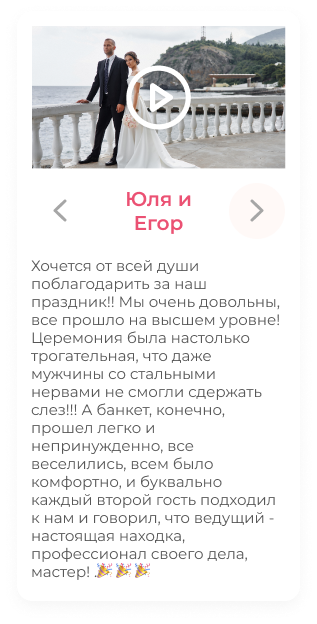 Юля и
Егор
Хочется от всей души
поблагодарить за наш
праздник!! Мы очень довольны,
все прошло на высшем уровне!
Церемония была настолько
трогательная, что даже
мужчины со стальными
нервами не смогли сдержать
слез!!! А банкет, конечно,
прошел легко и
непринужденно, все
веселились, всем было
комфортно, и буквально
каждый второй гость подходил
к нам и говорил, что ведущий -
настоящая находка,
профессионал своего дела,
мастер! .🎉🎉🎉